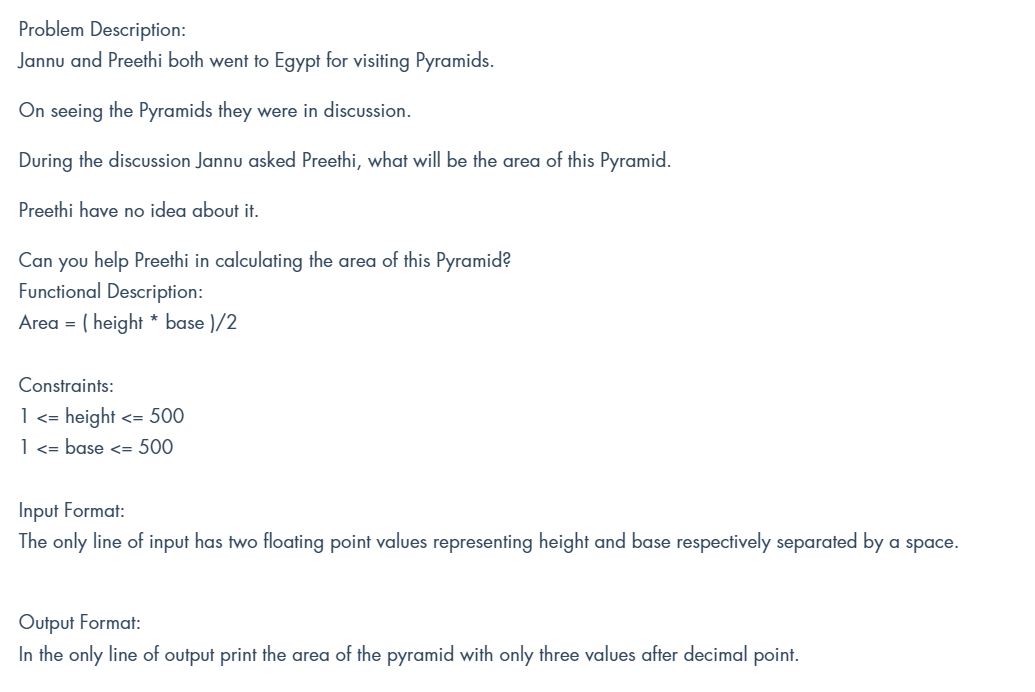 Problem Description:
Jannu and Preethi both went to Egypt for visiting Pyramids.
On seeing the Pyramids they were in discussion.
During the discussion Jannu asked Preethi, what will be the area of this Pyramid.
Preethi have no idea about it.
Can you help Preethi in calculating the area of this Pyramid?
Functional Description:
Area = ( height * base )/2
Constraints:
1 <= height <= 500
1 <= base <= 500
Input Format:
The only line of input has two floating point values representing height and base respectively separated by a space.
Output Format:
In the only line of output print the area of the pyramid with only three values after decimal point.